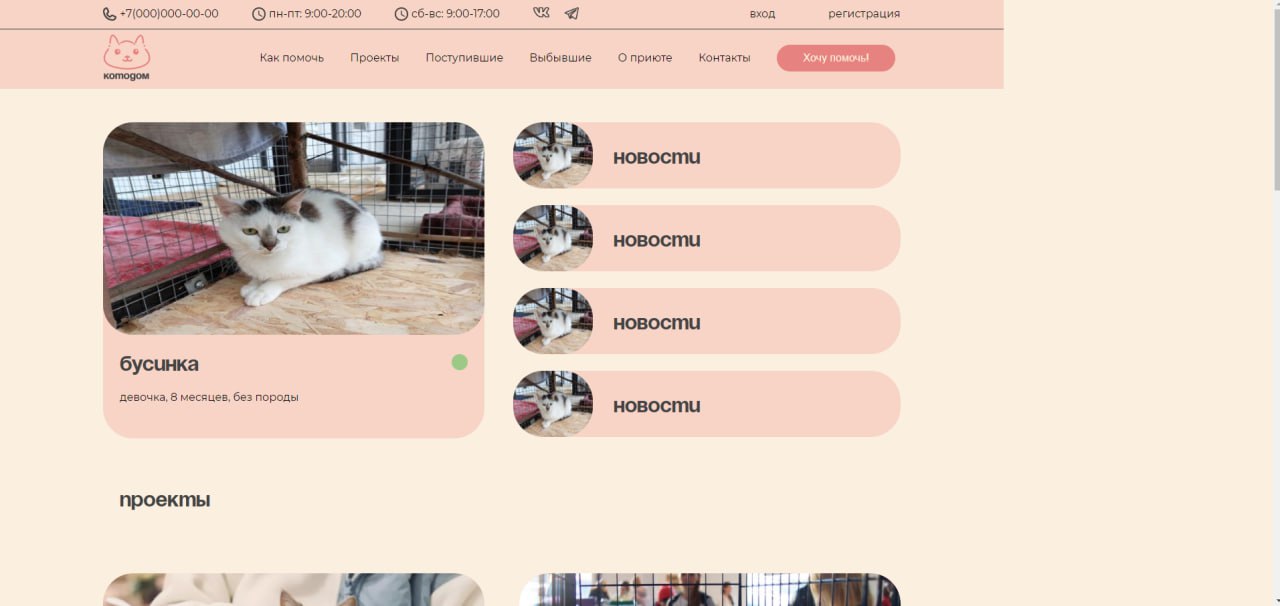 +7(000)000-00-00 пн-пт: 9:00-20:00 сб-вс: 9:00-17:00 вход регистрация
котодом Как помочь Проекты Поступившие Выбывшие О приюте Контакты Хочу помочь!
новости
новости
новости
бусинка
девочка, 8 месяцев, без породы
новости
проекты